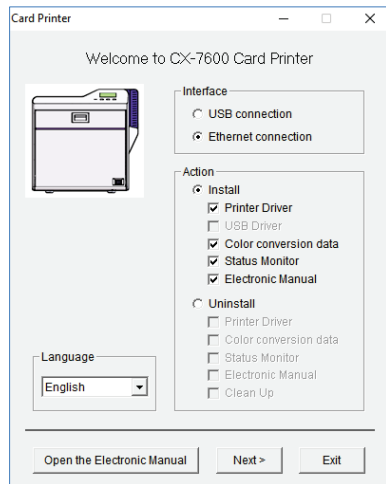 Card Printer
Welcome to CX-7600 Card Printer
Interface
USB connection
Ethernet connection
Action
Install
Printer Driver
USB Driver
Color conversion data
Status Monitor
Electronic Manual
Uninstall
Printer Driver
Color conversion data
Status Monitor
Electronic Manual
Clean Up
Language
English
Open the Electronic Manual
Next >
Exit